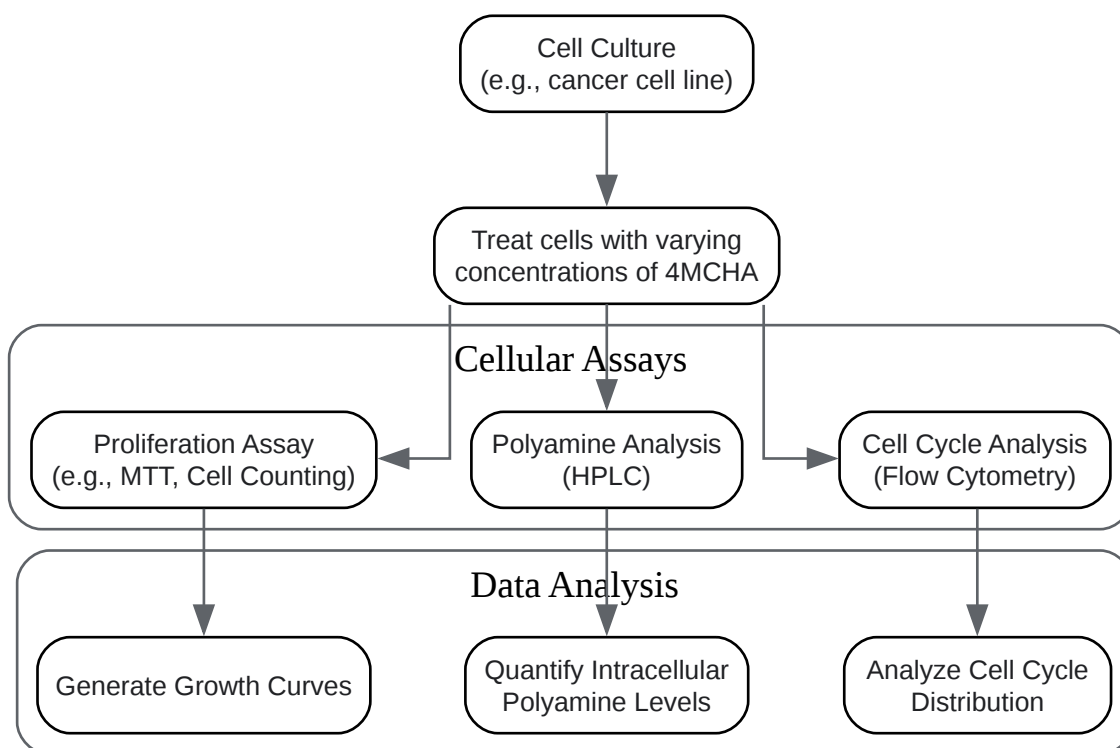 Cell Culture
(e.g., cancer cell line)
Treat cells with varying
concentrations of 4MCHA
Cellular Assays
Proliferation Assay
(e.g., MTT, Cell Counting)
Polyamine Analysis
(HPLC)
Cell Cycle Analysis
(Flow Cytometry)
Data Analysis
Generate Growth Curves
Quantify Intracellular
Polyamine Levels
Analyze Cell Cycle
Distribution